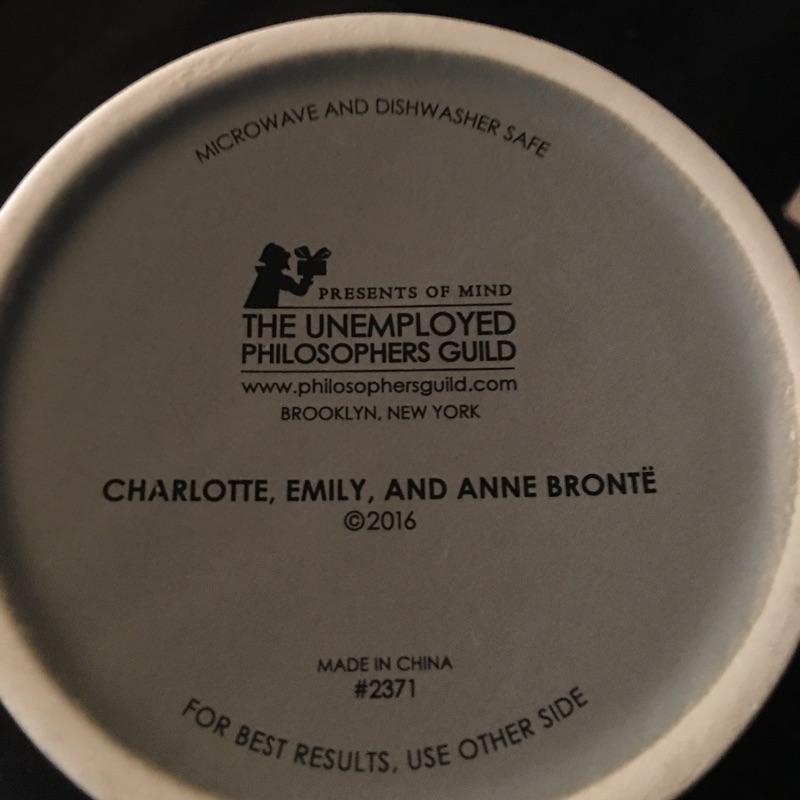 MICROWAVE AND DISHWASHER SAFE
PRESENTS OF MIND
THE UNEMPLOYED
PHILOSOPHERS GUILD
www.philosophersguild.com
BROOKLYN, NEW YORK
CHARLOTTE, EMILY, AND ANNE BRONTË
©2016
MADE IN CHINA
#2371
FOR BEST RESULTS, USE OTHER SIDE